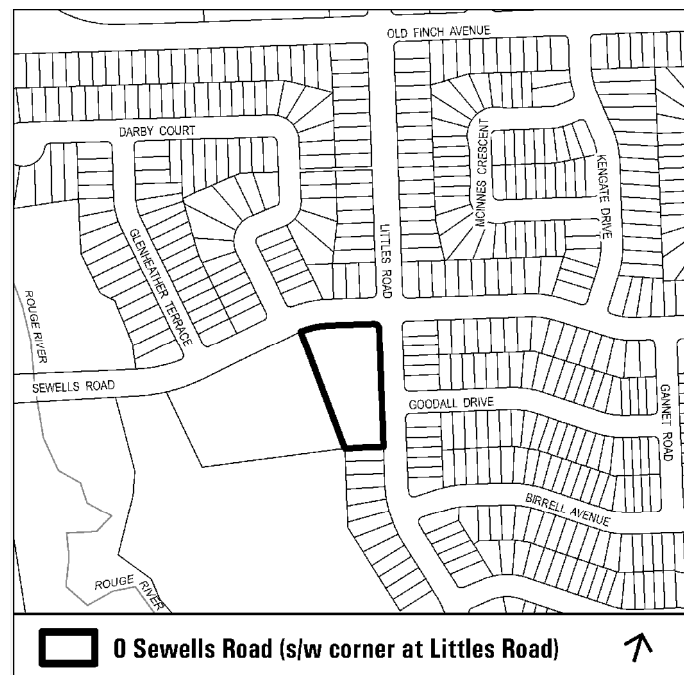 OLD FINCH AVENUE
DARBY COURT
MCINNES CRESCENT
KENGATE DRIVE
GLENHEATHER TERRACE
LITTLES ROAD
ROUGE RIVER
SEWELLS ROAD
GOODALL DRIVE
GANNET ROAD
BIRRELL AVENUE
ROUGE RIVER
0 Sewells Road (s/w corner at Littles Road)